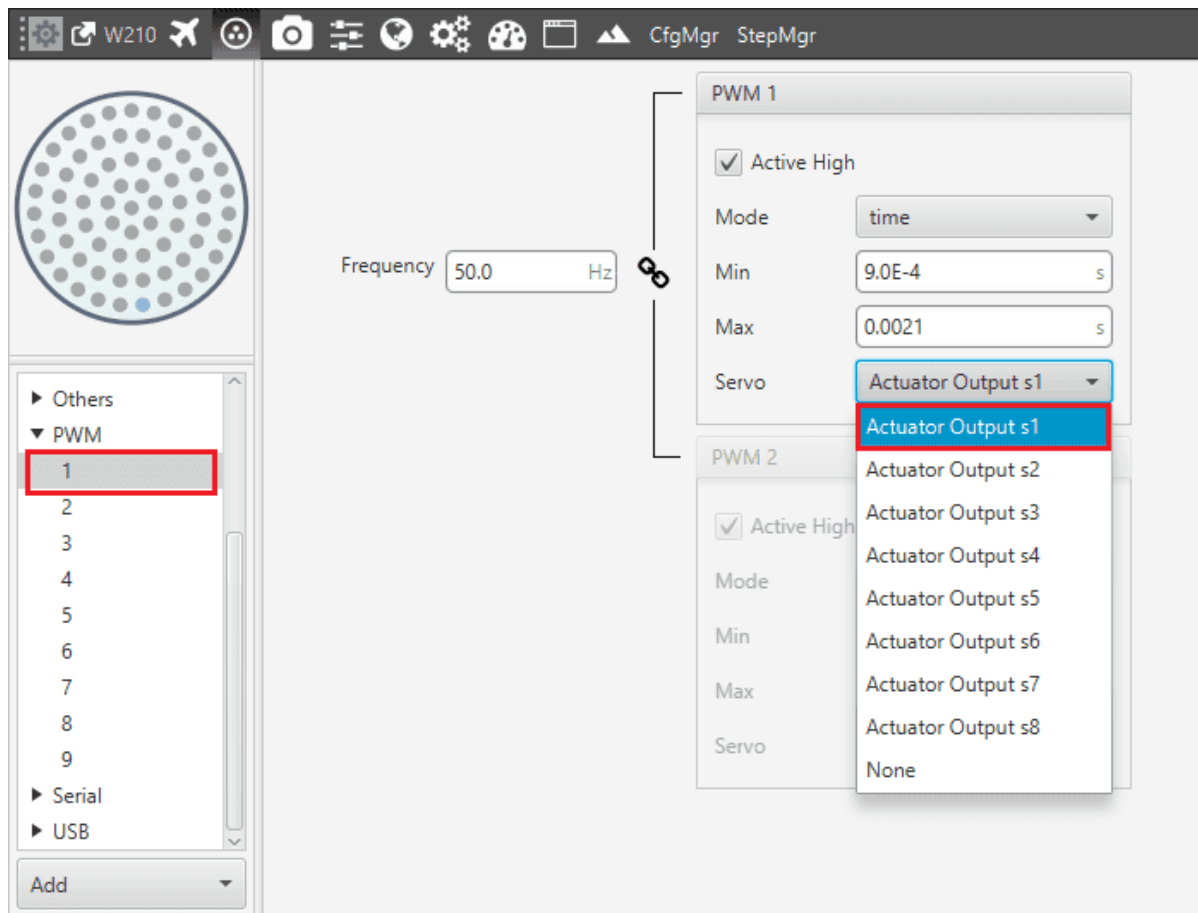 W210 CfgMgr StepMgr
PWM 1
Active High
Mode time
Frequency 50.0 Hz
Min 9.0E-4 s
Max 0.0021 s
Servo Actuator Output s1
Actuator Output s1
Actuator Output s2
Actuator Output s3
Actuator Output s4
Actuator Output s5
Actuator Output s6
Actuator Output s7
Actuator Output s8
None
PWM 2
Active High
Mode
Min
Max
Servo
Others
PWM
1
2
3
4
5
6
7
8
9
Serial
USB
Add